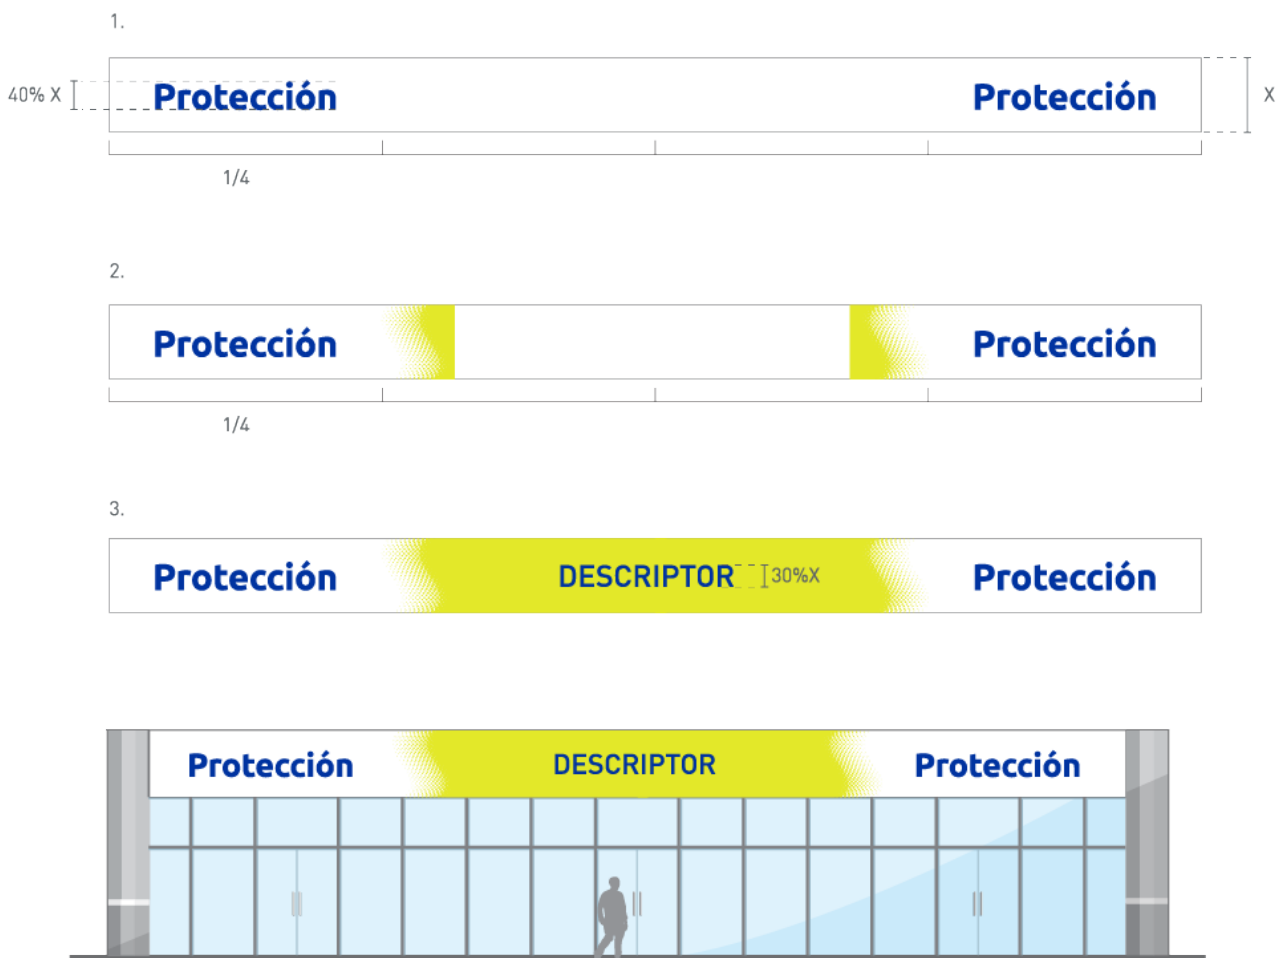 1.
40% X Protección Protección X
1/4
2.
Protección Protección
1/4
3.
Protección DESCRIPTOR 30%X Protección
Protección DESCRIPTOR Protección